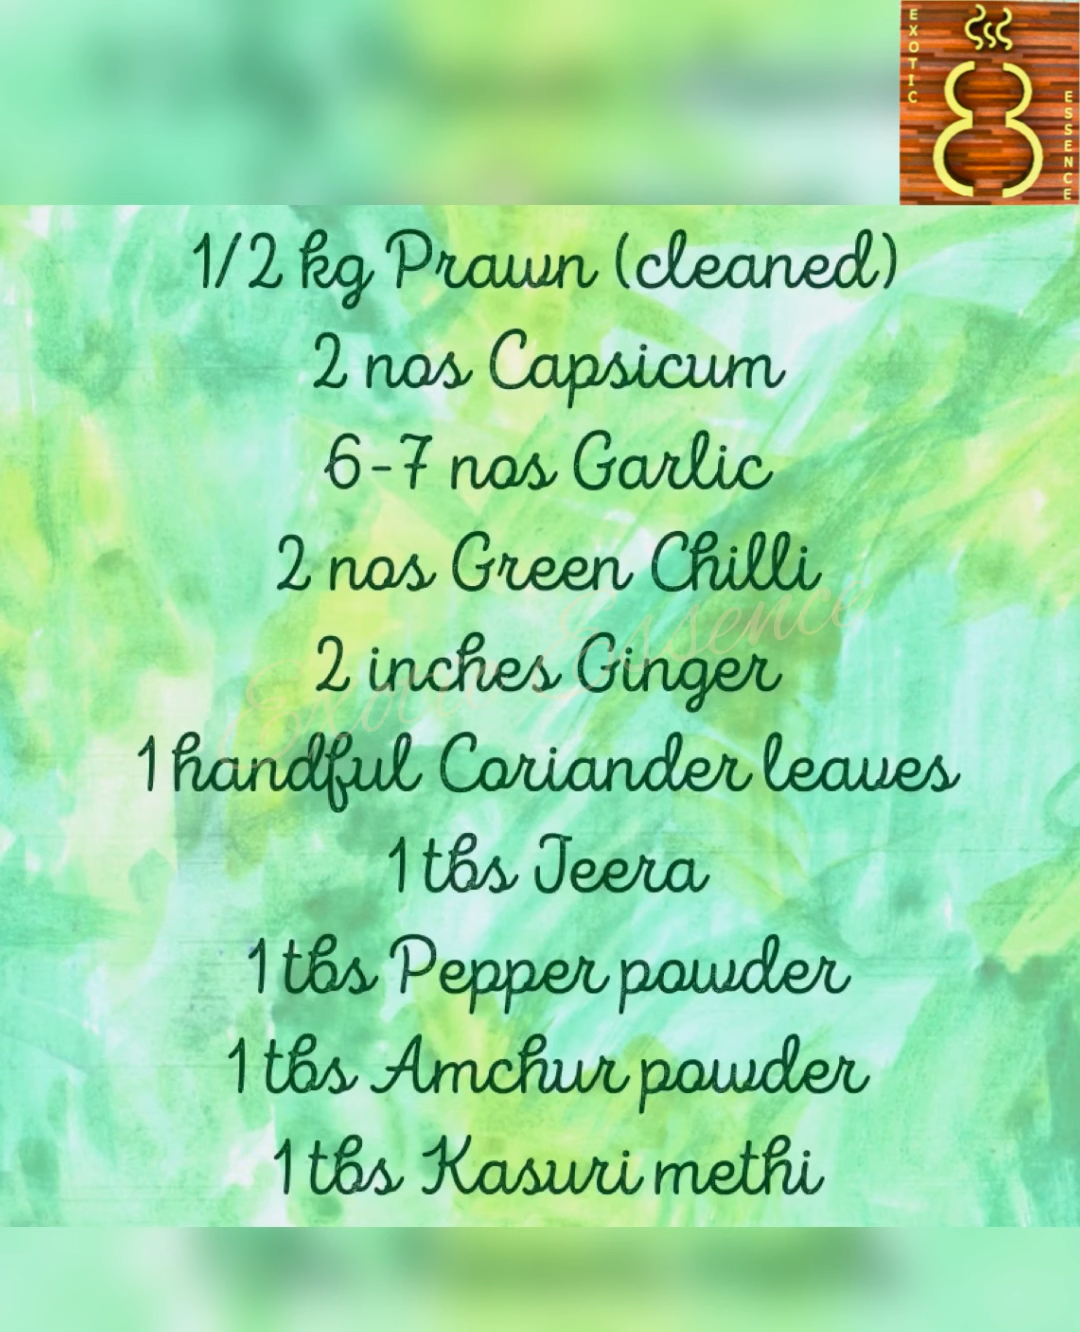 EXOTIC
ESSENCE
1/2 kg Prawn (cleaned)
2 nos Capsicum
6-7 nos Garlic
2 nos Green Chilli
2 inches Ginger
Exotic Essence
1 handful Coriander leaves
1 tbs Jeera
1 tbs Pepper powder
1 tbs Amchur powder
1 tbs Kasuri methi